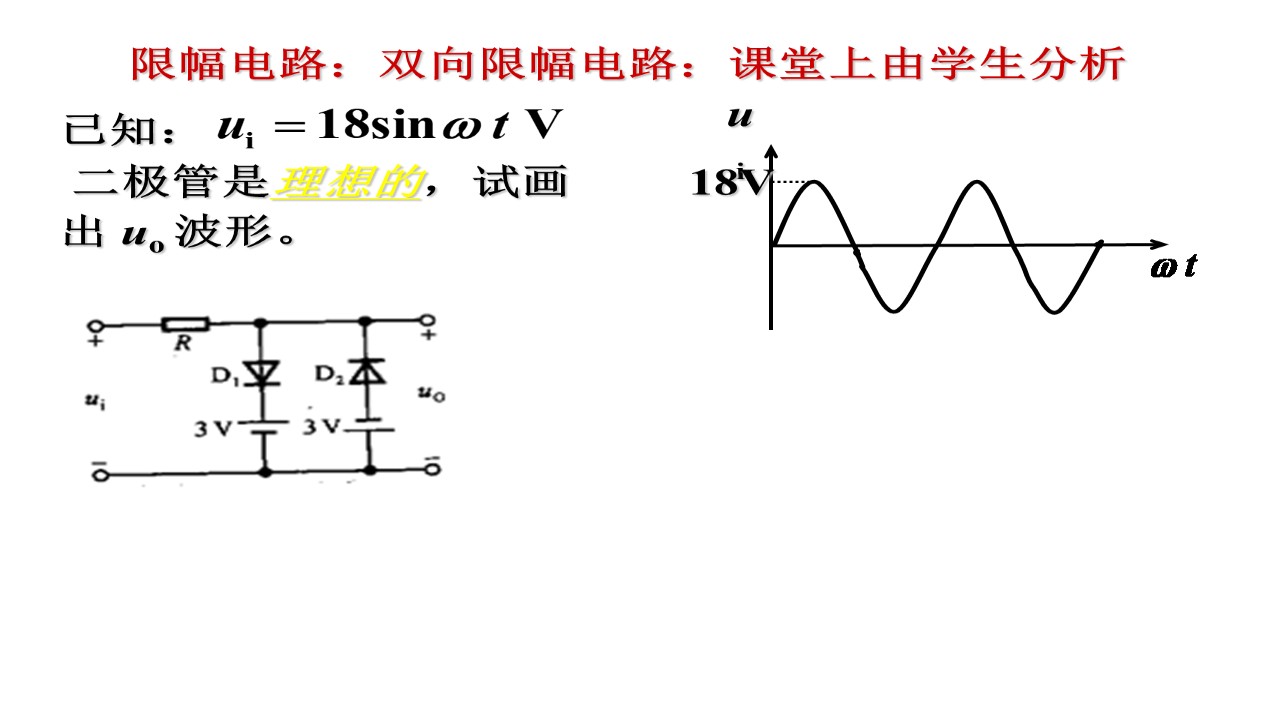 限幅电路：双向限幅电路：课堂上由学生分析
已知： ui = 18sin ω t V
二极管是理想的，试画
出 uo 波形。
u
i
18V
ω t
R
+
+
D1
D2
ui
uO
3 V
3 V
−
−